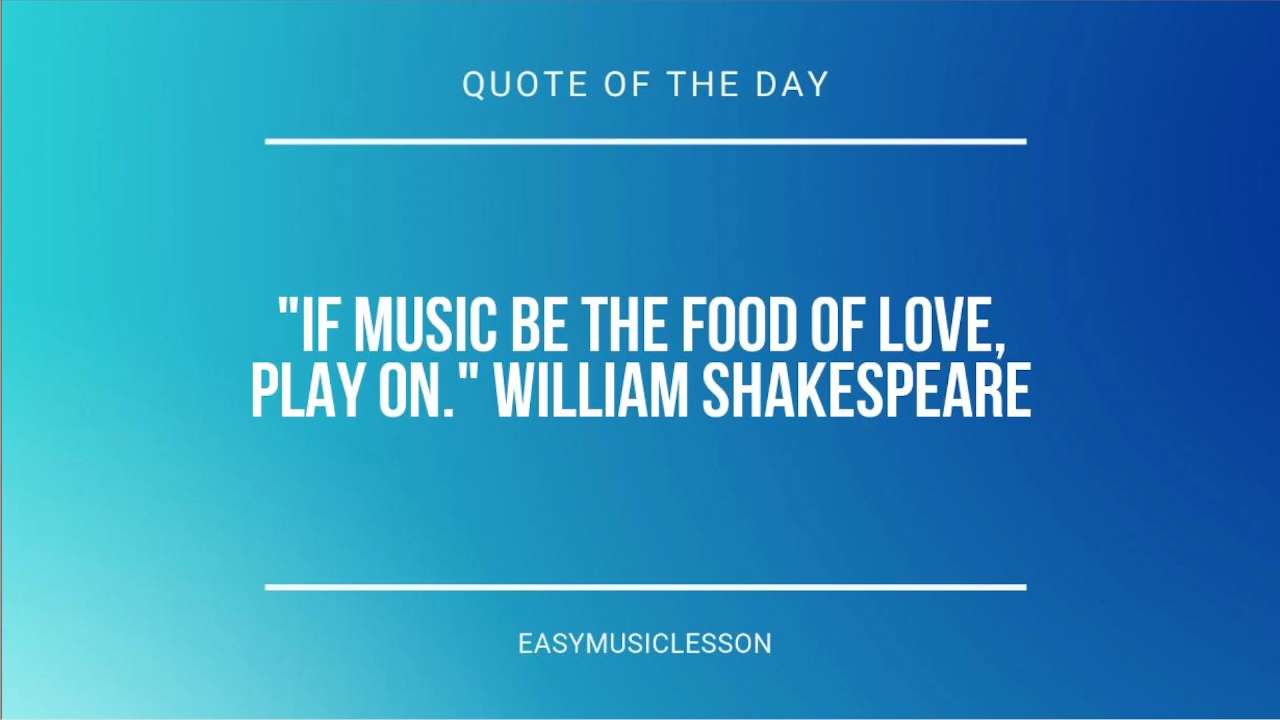 QUOTE OF THE DAY
"IF MUSIC BE THE FOOD OF LOVE,
PLAY ON." WILLIAM SHAKESPEARE
EASYMUSICLESSON